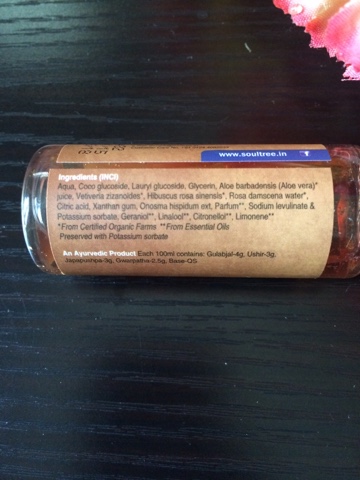 www.soultree.in
Ingredients (INCI)
Aqua, Coco glucoside, Lauryl glucoside, Glycerin, Aloe barbadensis (Aloe vera)*
juice, Vetiveria zizanoides*, Hibiscus rosa sinensis*, Rosa damscena water*,
Citric acid, Xantham gum, Onosma hispidum ext, Parfum**, Sodium levulinate &
Potassium sorbate, Geraniol**, Linalool**, Citronellol**, Limonene**
*From Certified Organic Farms **From Essential Oils
Preserved with Potassium sorbate
An Ayurvedic Product Each 100ml contains: Gulabjal-4g, Ushir-3g,
Japapushpa-3g, Gwarpatha-2.5g, Base-QS